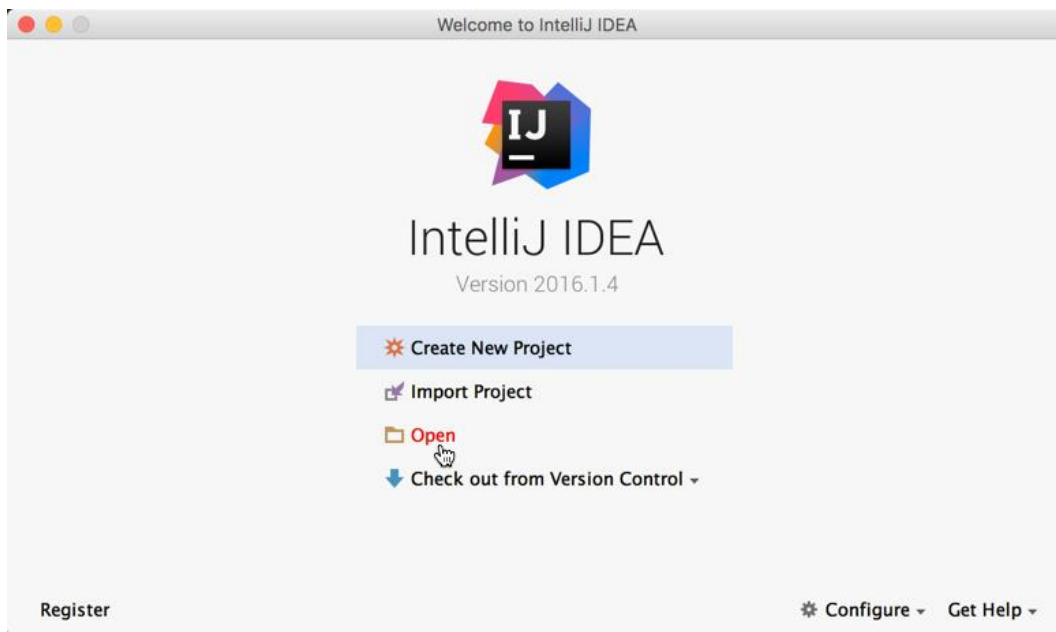 Welcome to IntelliJ IDEA
IJ
IntelliJ IDEA
Version 2016.1.4
Create New Project
Import Project
Open
Check out from Version Control
Register
Configure
Get Help